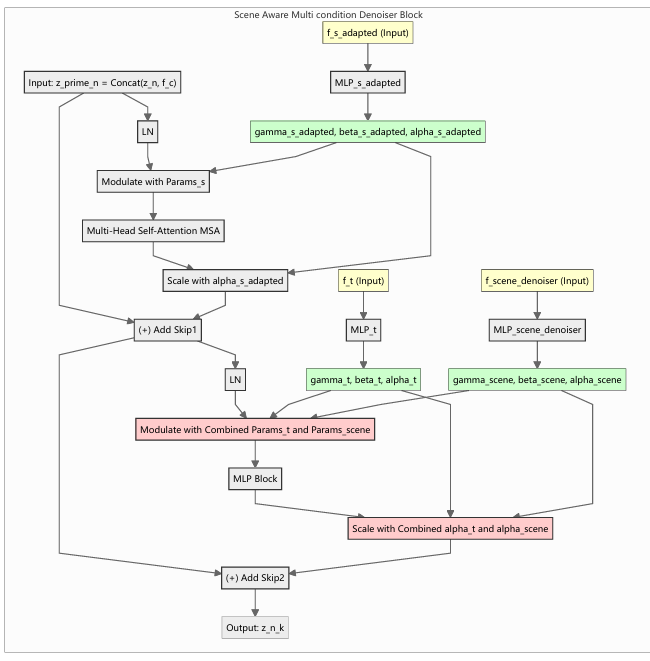 Scene Aware Multi condition Denoiser Block
f_s_adapted (Input)
Input: z_prime_n = Concat(z_n, f_c)
MLP_s_adapted
LN
gamma_s_adapted, beta_s_adapted, alpha_s_adapted
Modulate with Params_s
Multi-Head Self-Attention MSA
Scale with alpha_s_adapted
f_t (Input)
f_scene_denoiser (Input)
(+) Add Skip1
MLP_t
MLP_scene_denoiser
LN
gamma_t, beta_t, alpha_t
gamma_scene, beta_scene, alpha_scene
Modulate with Combined Params_t and Params_scene
MLP Block
Scale with Combined alpha_t and alpha_scene
(+) Add Skip2
Output: z_n_k